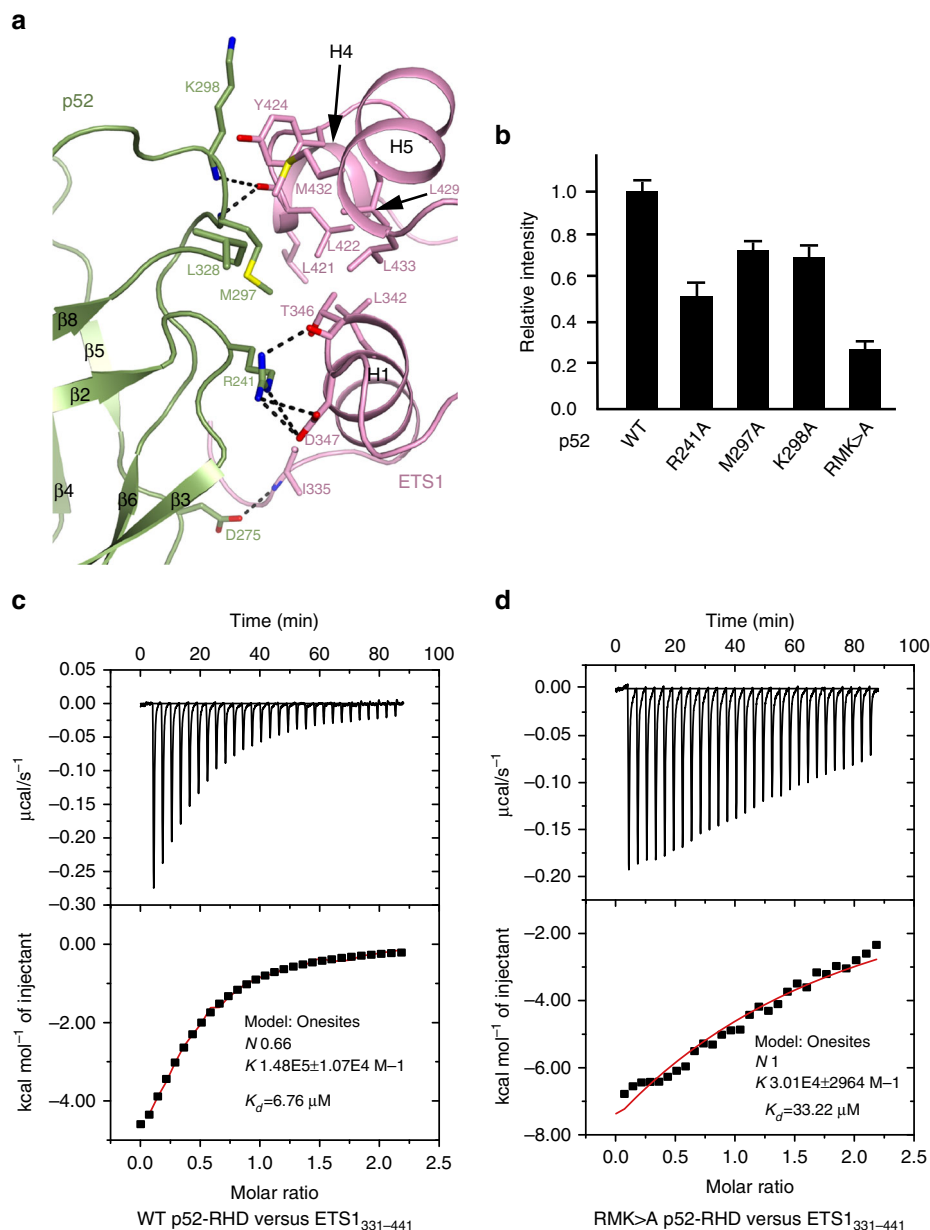 a
p52
K298
Y424
H4
H5
M432
L429
L422
L421
L433
L328
M297
T346
L342
β8
β5
β2
R241
H1
D347
I335
ETS1
β4
β6
β3
D275
b
Relative intensity
1.0
0.8
0.6
0.4
0.2
0.0
p52
WT
R241A
M297A
K298A
RMK>A
c
Time (min)
0 20 40 60 80 100
0.05
0.00
−0.05
−0.10
−0.15
−0.20
−0.25
−0.30
µcal/s⁻¹
0.00
−2.00
−4.00
kcal mol⁻¹ of injectant
Model: Onesites
N 0.66
K 1.48E5±1.07E4 M−1
Kd=6.76 µM
0.0 0.5 1.0 1.5 2.0 2.5
Molar ratio
WT p52-RHD versus ETS1331–441
d
Time (min)
0 20 40 60 80 100
0.00
−0.05
−0.10
−0.15
−0.20
µcal/s⁻¹
−2.00
−4.00
−6.00
−8.00
kcal mol⁻¹ of injectant
Model: Onesites
N 1
K 3.01E4±2964 M−1
Kd=33.22 µM
0.0 0.5 1.0 1.5 2.0 2.5
Molar ratio
RMK>A p52-RHD versus ETS1331–441